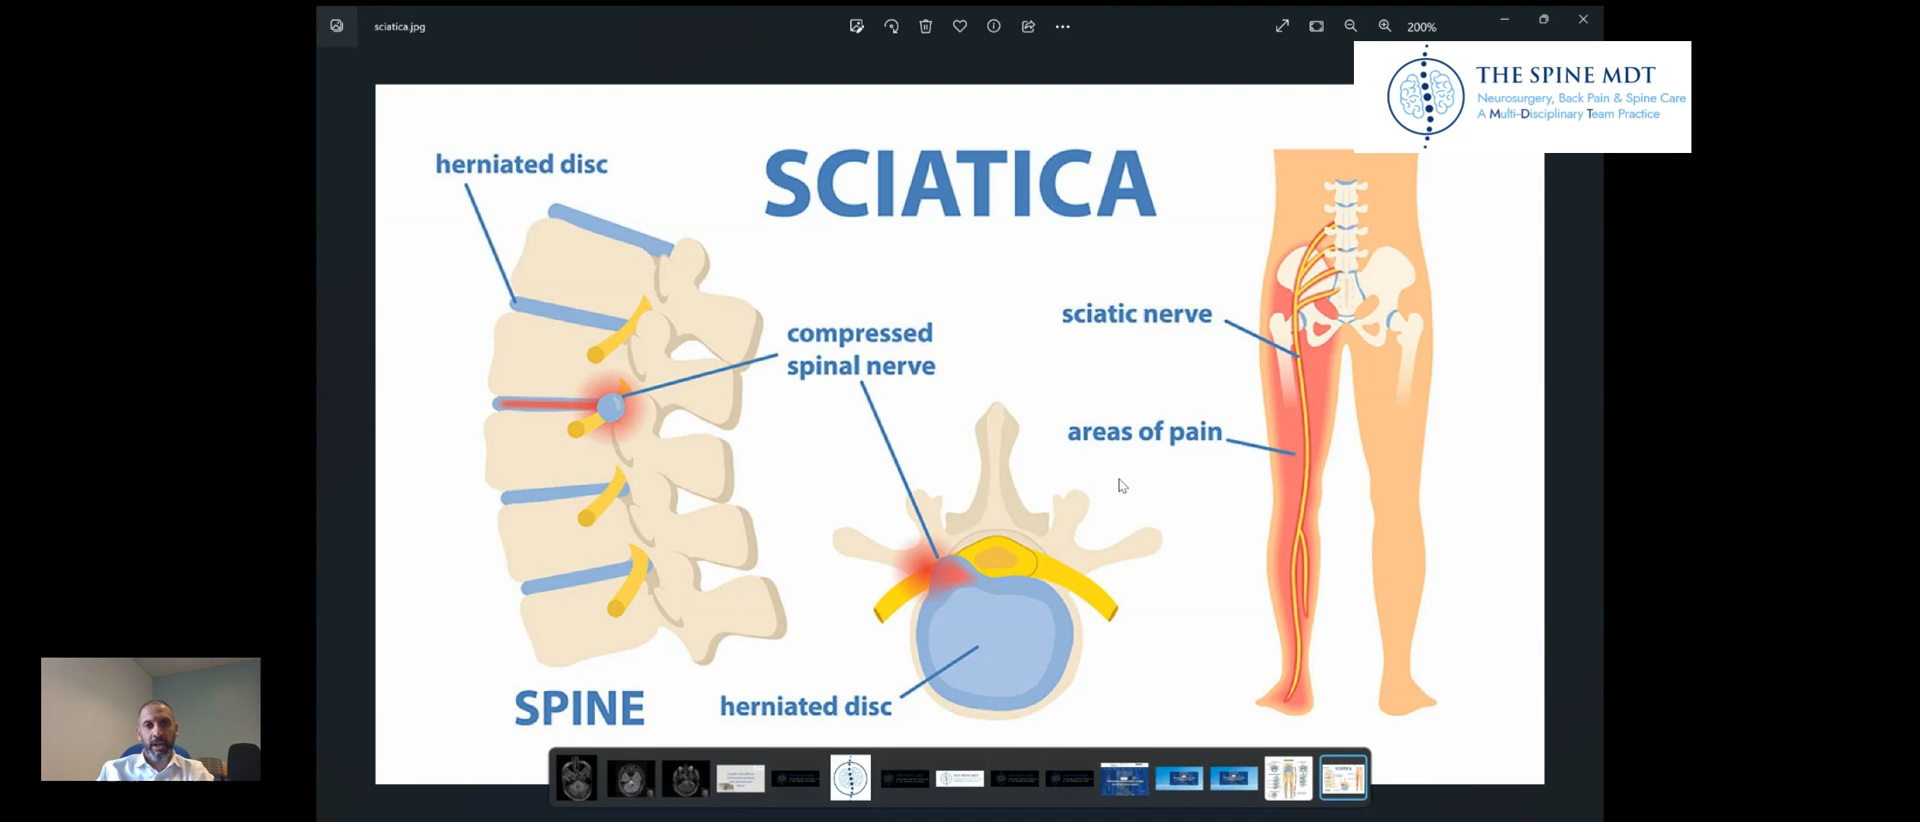 sciatica.jpg
200%
THE SPINE MDT
Neurosurgery, Back Pain & Spine Care
A Multi-Disciplinary Team Practice
SCIATICA
herniated disc
compressed
spinal nerve
sciatic nerve
areas of pain
SPINE
herniated disc